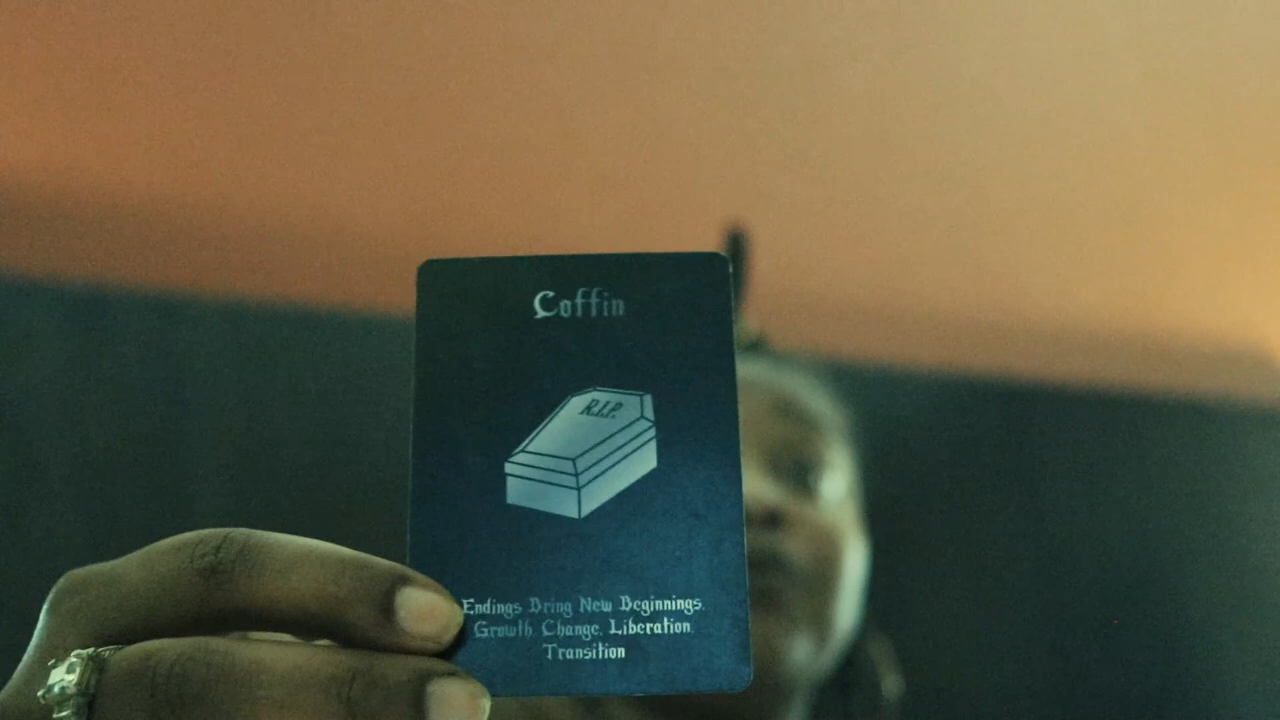 Coffin
R.I.P.
Endings Bring New Beginnings.
Growth, Change, Liberation,
Transition